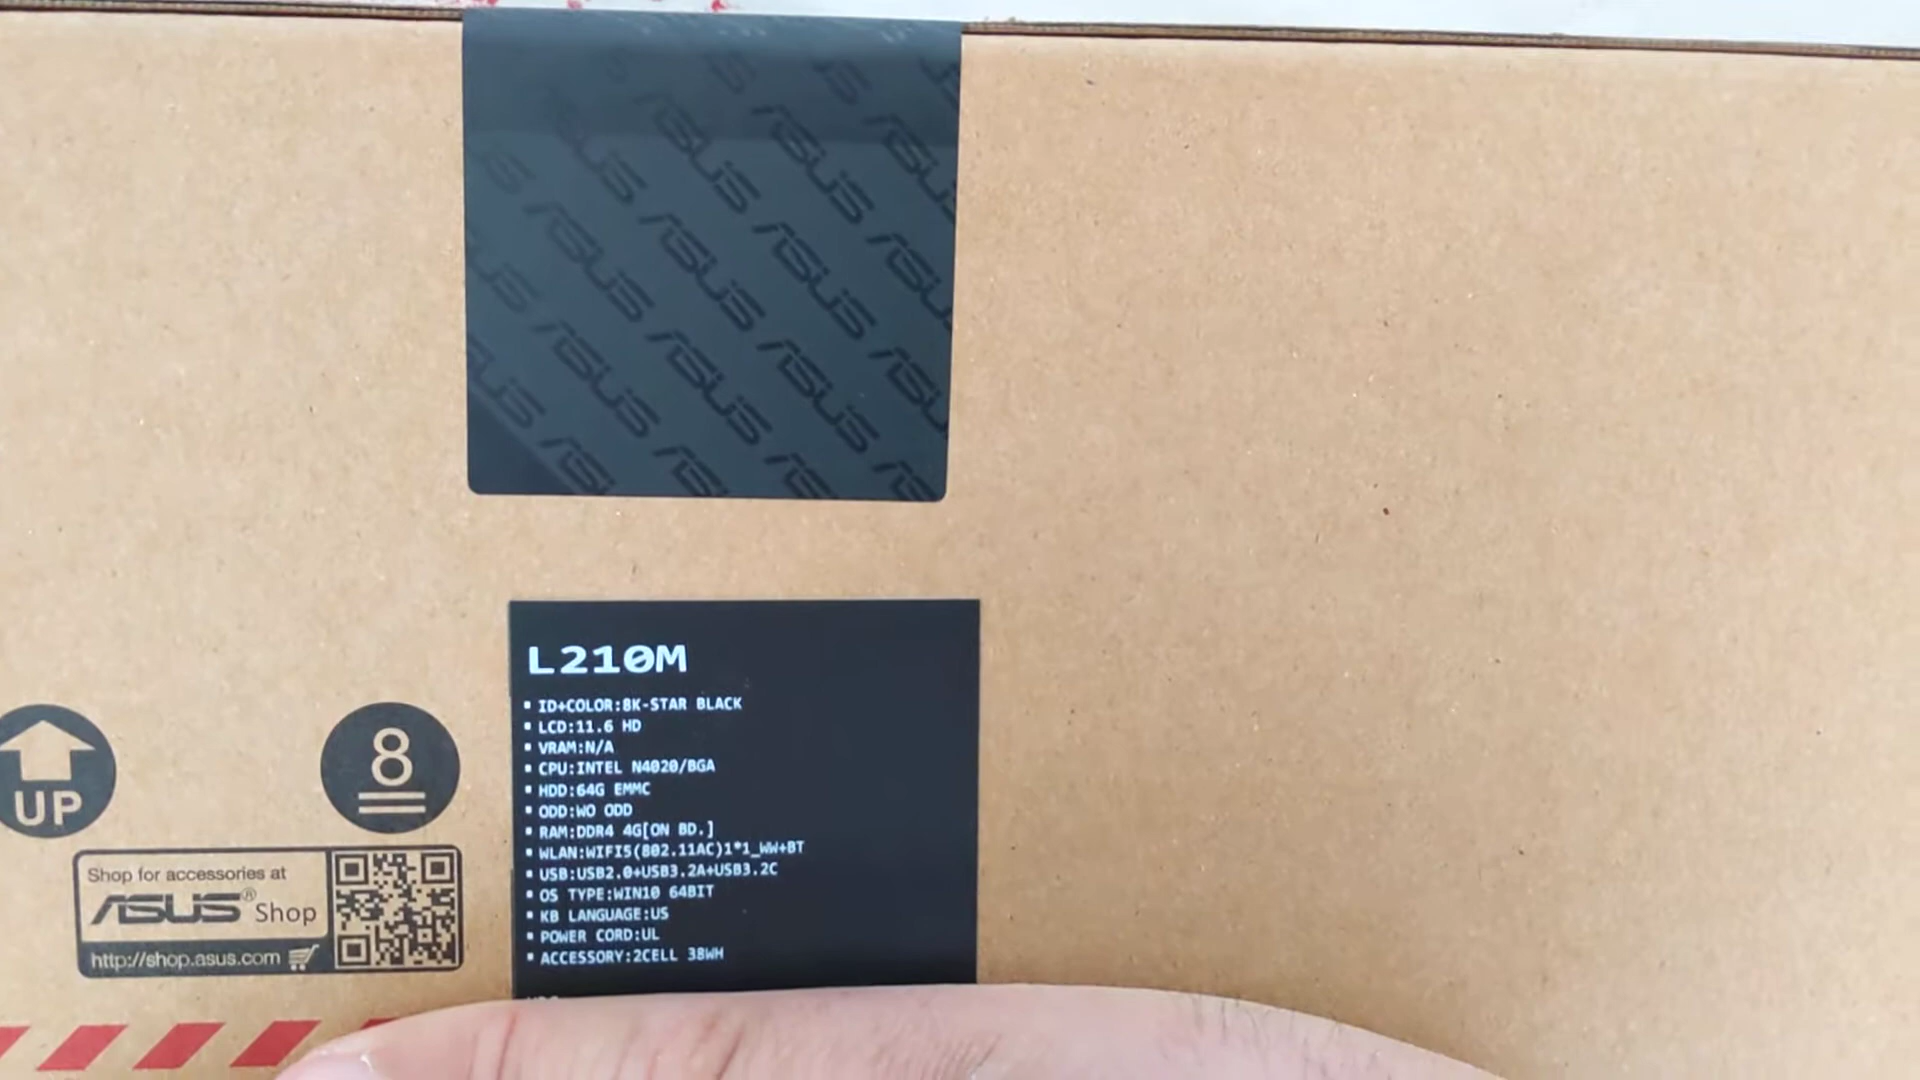 ASUS
L210M
▪ ID+COLOR:8K-STAR BLACK
▪ LCD:11.6 HD
▪ VRAM:N/A
▪ CPU:INTEL N4020/BGA
▪ HDD:64G EMMC
▪ ODD:WO ODD
▪ RAM:DDR4 4G[ON BD.]
▪ WLAN:WIFI5(802.11AC)1*1_WW+BT
▪ USB:USB2.0+USB3.2A+USB3.2C
▪ OS TYPE:WIN10 64BIT
▪ KB LANGUAGE:US
▪ POWER CORD:UL
▪ ACCESSORY:2CELL 38WH
UP
8
Shop for accessories at
ASUS® Shop
http://shop.asus.com